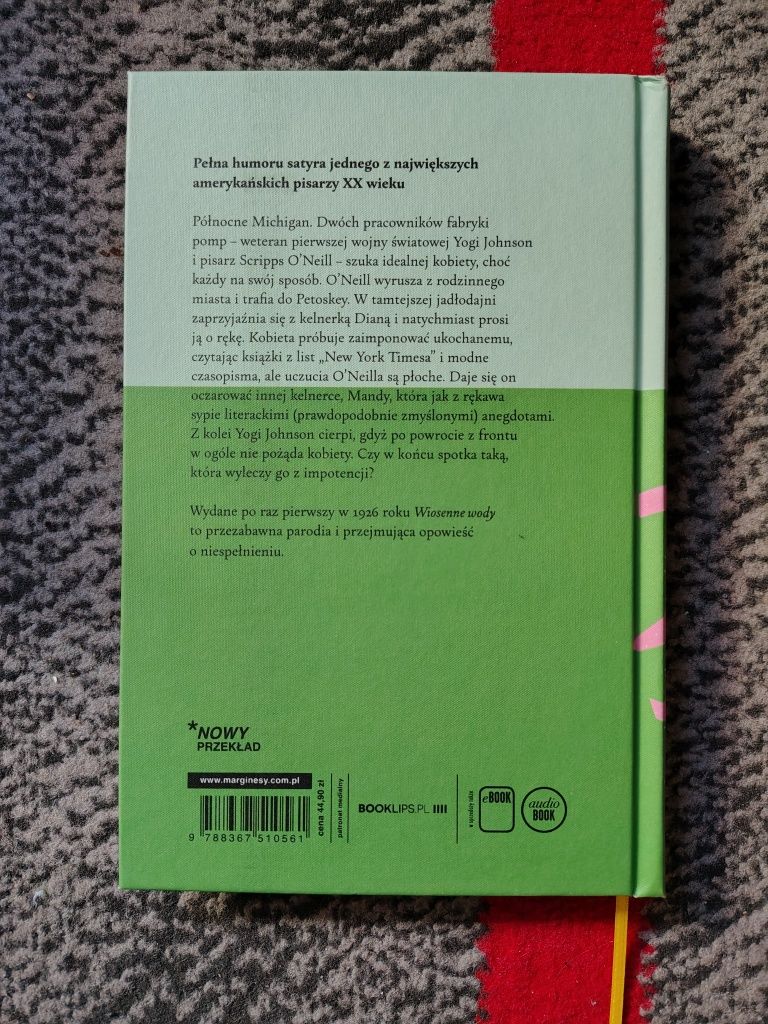 Pełna humoru satyra jednego z największych
amerykańskich pisarzy XX wieku
Północne Michigan. Dwóch pracowników fabryki
pomp – weteran pierwszej wojny światowej Yogi Johnson
i pisarz Scripps O'Neill – szuka idealnej kobiety, choć
każdy na swój sposób. O'Neill wyrusza z rodzinnego
miasta i trafia do Petoskey. W tamtejszej jadłodajni
zaprzyjaźnia się z kelnerką Dianą i natychmiast prosi
ją o rękę. Kobieta próbuje zaimponować ukochanemu,
czytając książki z list „New York Timesa” i modne
czasopisma, ale uczucia O'Neilla są płoche. Daje się on
oczarować innej kelnerce, Mandy, która jak z rękawa
sypie literackimi (prawdopodobnie zmyślonymi) anegdotami.
Z kolei Yogi Johnson cierpi, gdyż po powrocie z frontu
w ogóle nie pożąda kobiety. Czy w końcu spotka taką,
która wyleczy go z impotencji?
Wydane po raz pierwszy w 1926 roku Wiosenne wody
to przezabawna parodia i przejmująca opowieść
o niespełnieniu.
*NOWY
PRZEKŁAD
www.marginesy.com.pl
9 788367 510561
cena 44,90 zł
patronat medialny
BOOKLIPS.PL
w sprzedaży także
eBOOK
audio
BOOK